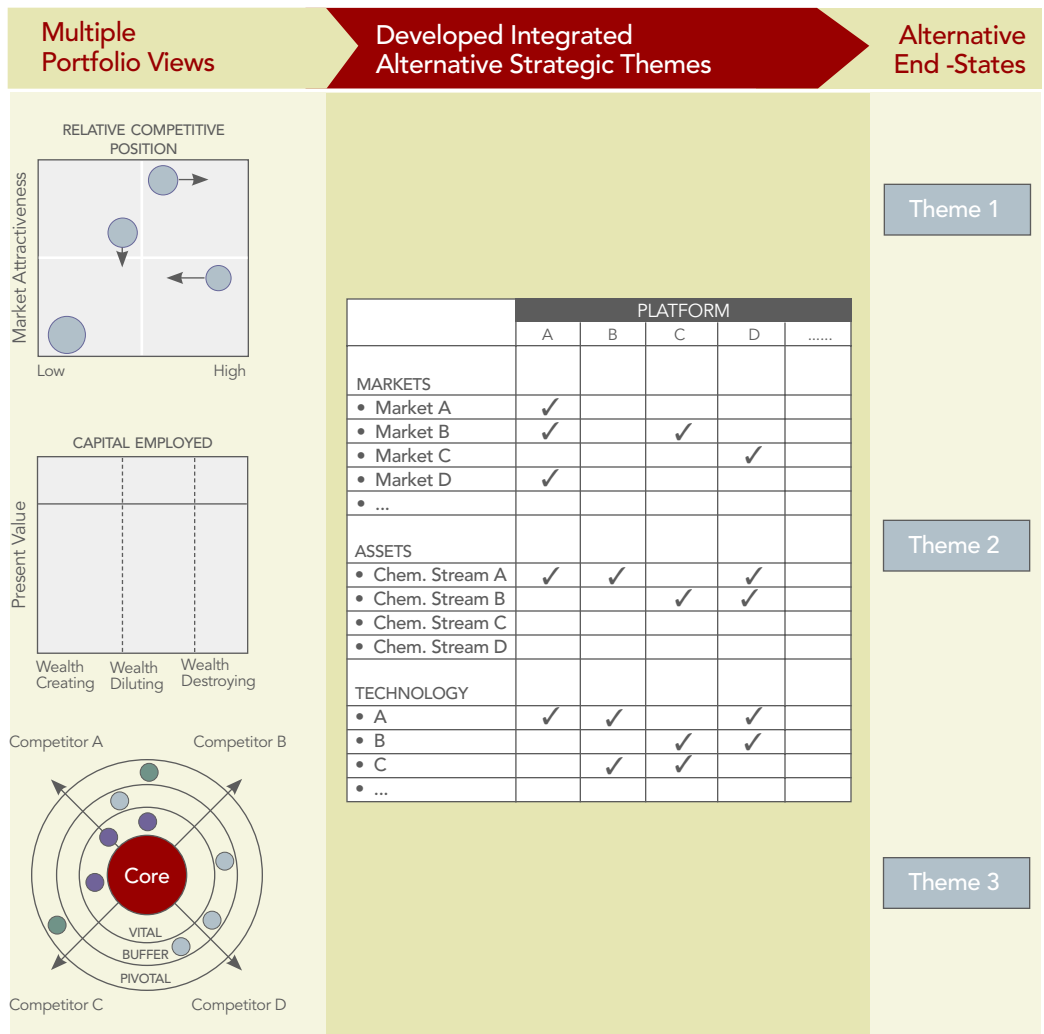 Multiple
Portfolio Views
Developed Integrated
Alternative Strategic Themes
Alternative
End -States
RELATIVE COMPETITIVE
POSITION
Market Attractiveness
Low High
CAPITAL EMPLOYED
Present Value
Wealth
Creating
Wealth
Diluting
Wealth
Destroying
Competitor A
Competitor B
Core
VITAL
BUFFER
PIVOTAL
Competitor C
Competitor D
PLATFORM
A B C D ......
MARKETS
• Market A ✓
• Market B ✓ ✓
• Market C ✓
• Market D ✓
• ...
ASSETS
• Chem. Stream A ✓ ✓ ✓
• Chem. Stream B ✓ ✓
• Chem. Stream C
• Chem. Stream D
TECHNOLOGY
• A ✓ ✓ ✓
• B ✓ ✓
• C ✓ ✓
• ...
Theme 1
Theme 2
Theme 3